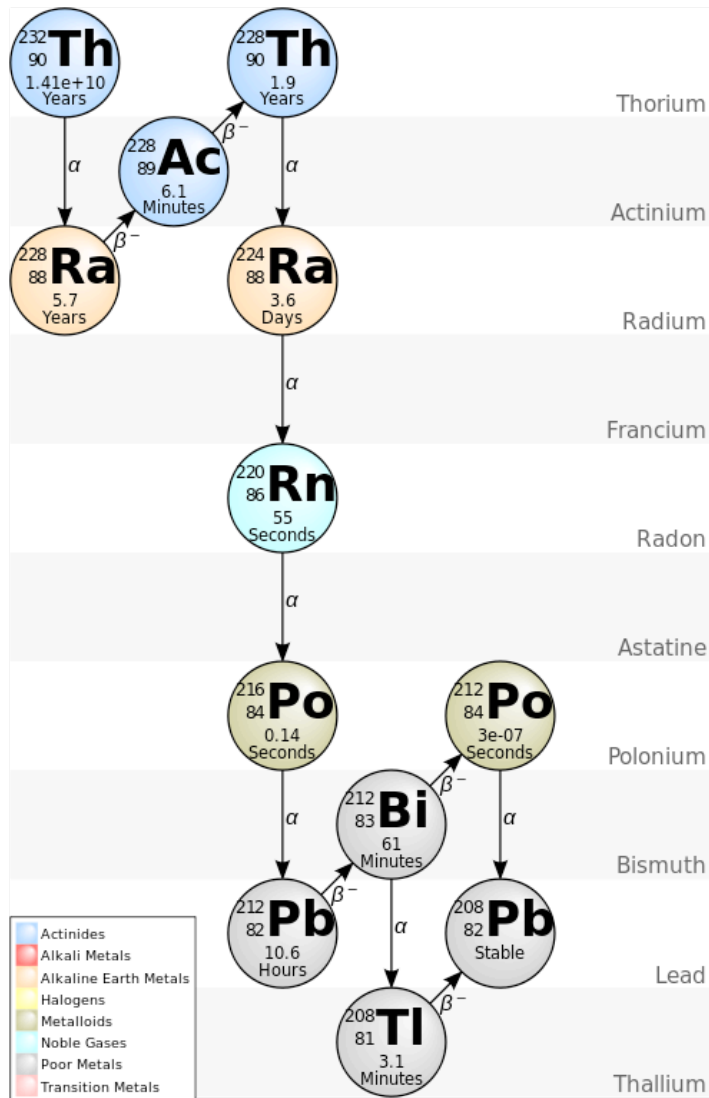 232
90
Th
1.41e+10
Years
228
90
Th
1.9
Years
Thorium
α
β⁻
α
228
89
Ac
6.1
Minutes
Actinium
β⁻
228
88
Ra
5.7
Years
224
88
Ra
3.6
Days
Radium
α
Francium
220
86
Rn
55
Seconds
Radon
α
Astatine
216
84
Po
0.14
Seconds
212
84
Po
3e-07
Seconds
Polonium
α
β⁻
α
212
83
Bi
61
Minutes
Bismuth
β⁻
212
82
Pb
10.6
Hours
α
208
82
Pb
Stable
Lead
β⁻
208
81
Tl
3.1
Minutes
Thallium
Actinides
Alkali Metals
Alkaline Earth Metals
Halogens
Metalloids
Noble Gases
Poor Metals
Transition Metals